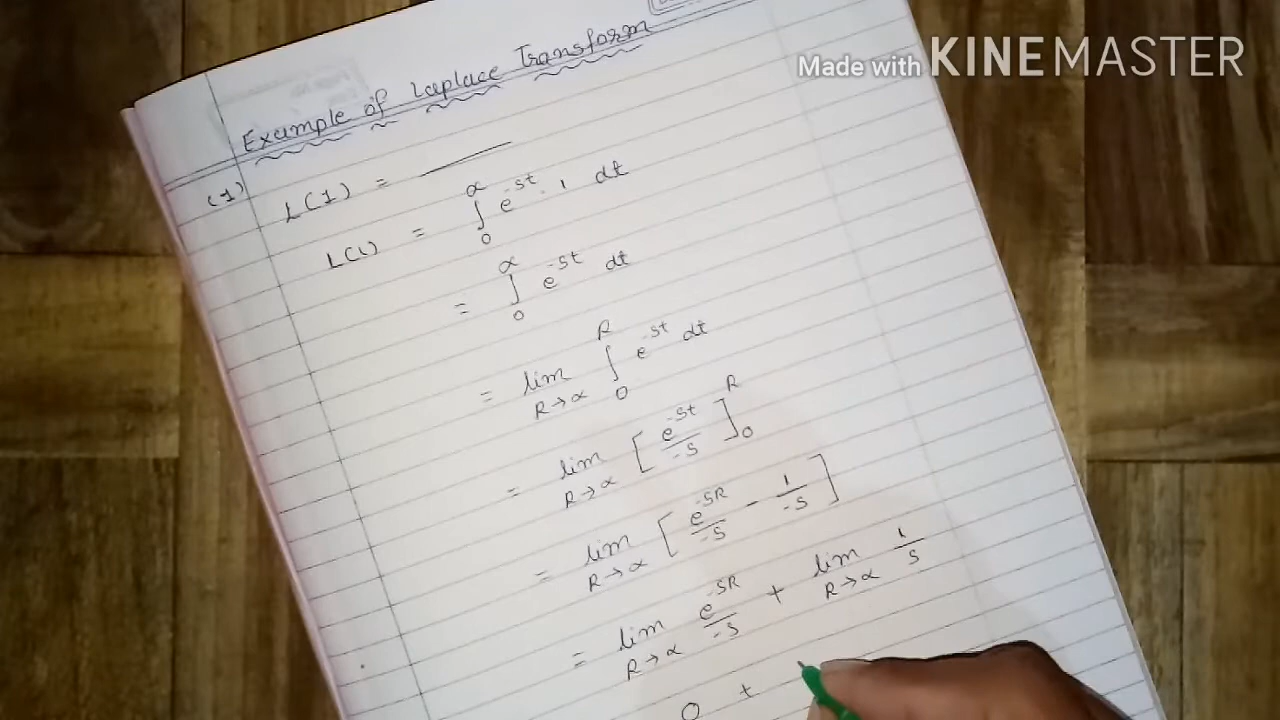 Made with KINEMASTER
Example of Laplace Transform
(1) L(1) = ____
L(1) = ∫₀^∝ e^-st · 1 dt
= ∫₀^∝ e^-st dt
= lim R→∝ ∫₀^R e^-st dt
= lim R→∝ [e^-st / -s]₀^R
= lim R→∝ [e^-sR / -s - 1 / -s]
= lim R→∝ e^-sR / -s + lim R→∝ 1 / s
0 +